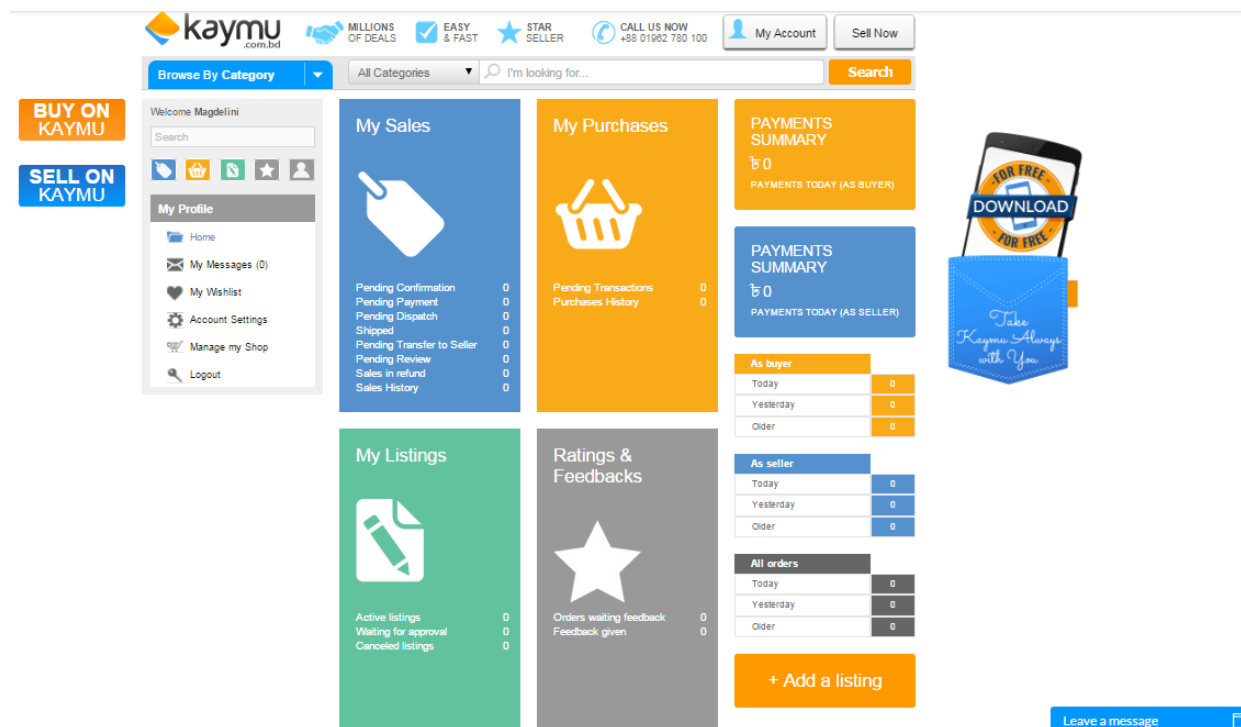 kaymu
.com.bd
MILLIONS
OF DEALS
EASY
& FAST
STAR
SELLER
CALL US NOW
+88 01962 780 100
My Account
Sell Now
Browse By Category
All Categories
I'm looking for...
Search
BUY ON
KAYMU
SELL ON
KAYMU
Welcome Magdelini
Search
My Profile
Home
My Messages (0)
My Wishlist
Account Settings
Manage my Shop
Logout
My Sales
Pending Confirmation 0
Pending Payment 0
Pending Dispatch 0
Shipped 0
Pending Transfer to Seller 0
Pending Review 0
Sales in refund 0
Sales History 0
My Purchases
Pending Transactions 0
Purchases History 0
PAYMENTS
SUMMARY
৳ 0
PAYMENTS TODAY (AS BUYER)
PAYMENTS
SUMMARY
৳ 0
PAYMENTS TODAY (AS SELLER)
As buyer
Today 0
Yesterday 0
Older 0
My Listings
Active listings 0
Waiting for approval 0
Canceled listings 0
Ratings &
Feedbacks
Orders waiting feedback 0
Feedback given 0
As seller
Today 0
Yesterday 0
Older 0
All orders
Today 0
Yesterday 0
Older 0
+ Add a listing
FOR FREE
DOWNLOAD
FOR FREE
Take
Kaymu Always
with You
Leave a message